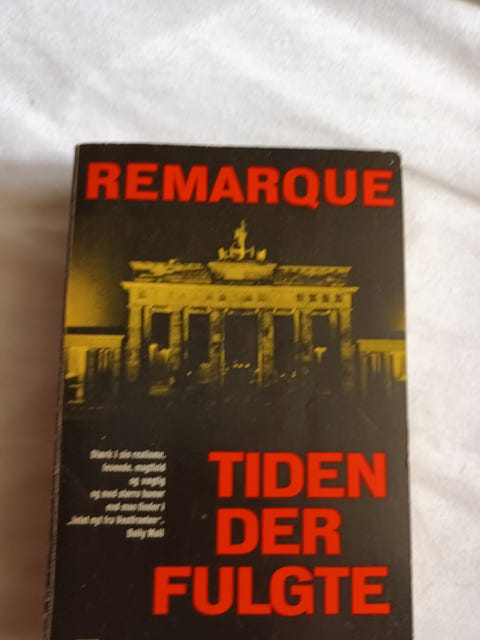 REMARQUE
Stærk i sin realisme,
levende, magtfuld
og vægtig
og med større humor
end man finder i
„intet nyt fra Vestfronten”.
Daily Mail
TIDEN
DER
FULGTE